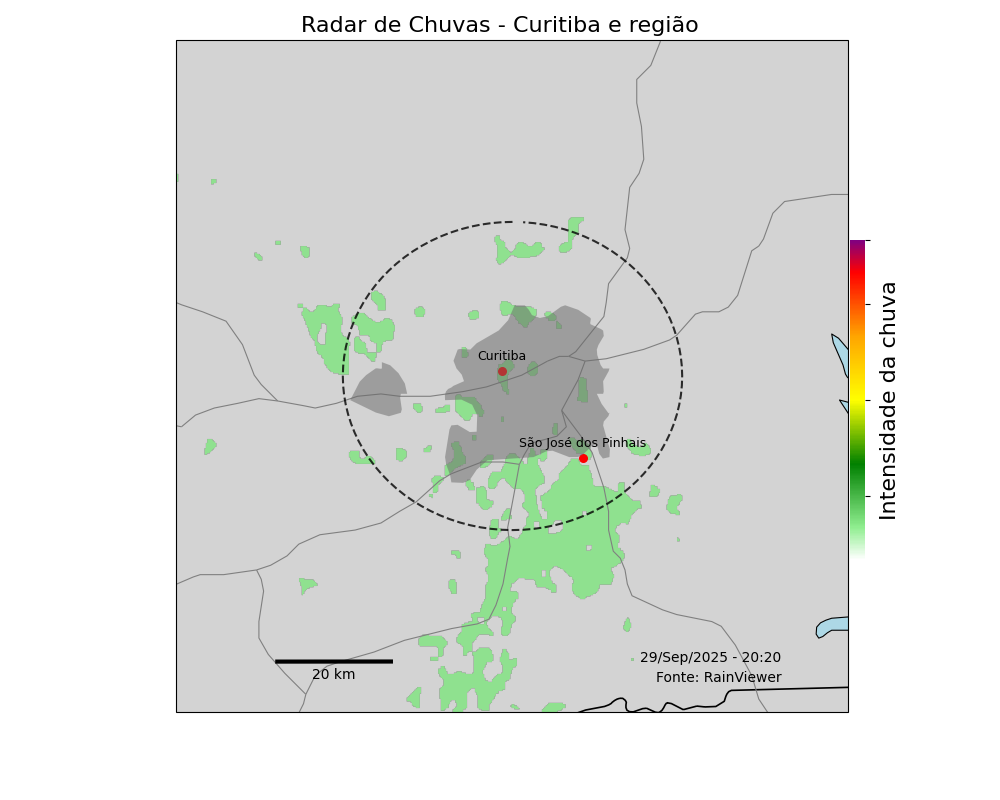 Radar de Chuvas - Curitiba e região
Curitiba
São José dos Pinhais
Intensidade da chuva
20 km
29/Sep/2025 - 20:20
Fonte: RainViewer